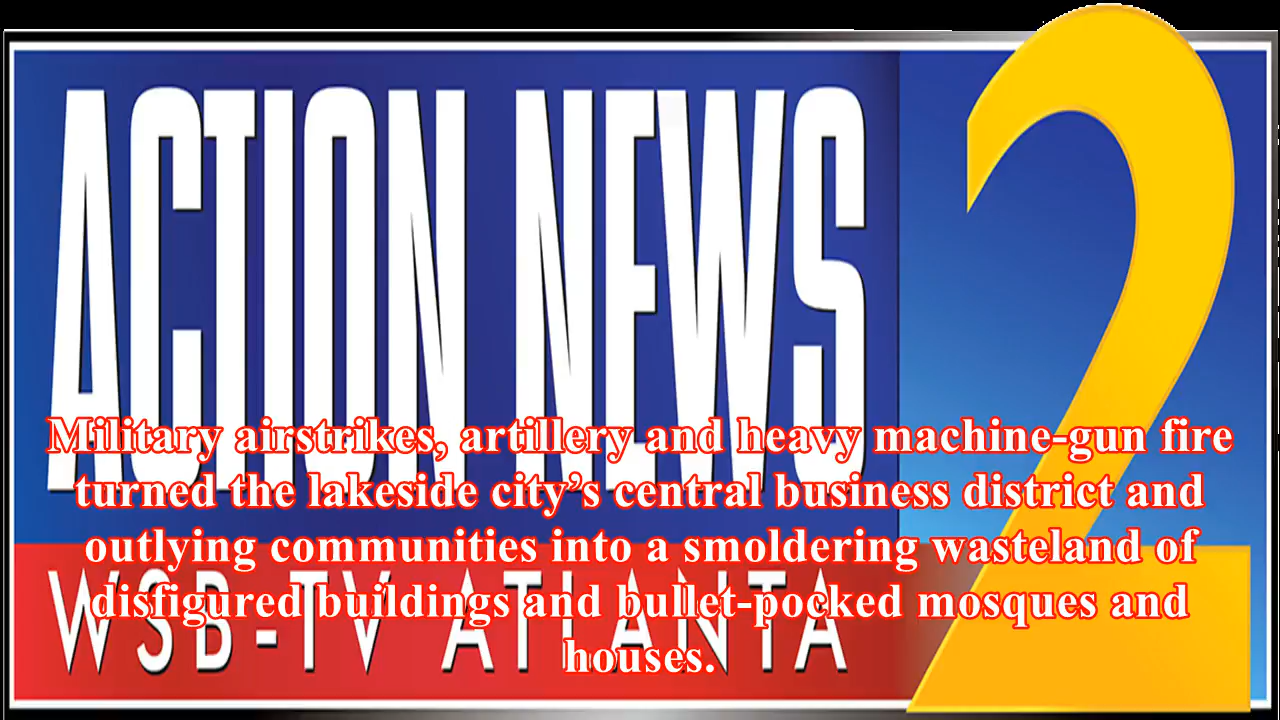 ACTION NEWS 2
Military airstrikes, artillery and heavy machine-gun fire
turned the lakeside city’s central business district and
outlying communities into a smoldering wasteland of
disfigured buildings and bullet-pocked mosques and
houses.
WSB-TV ATLANTA